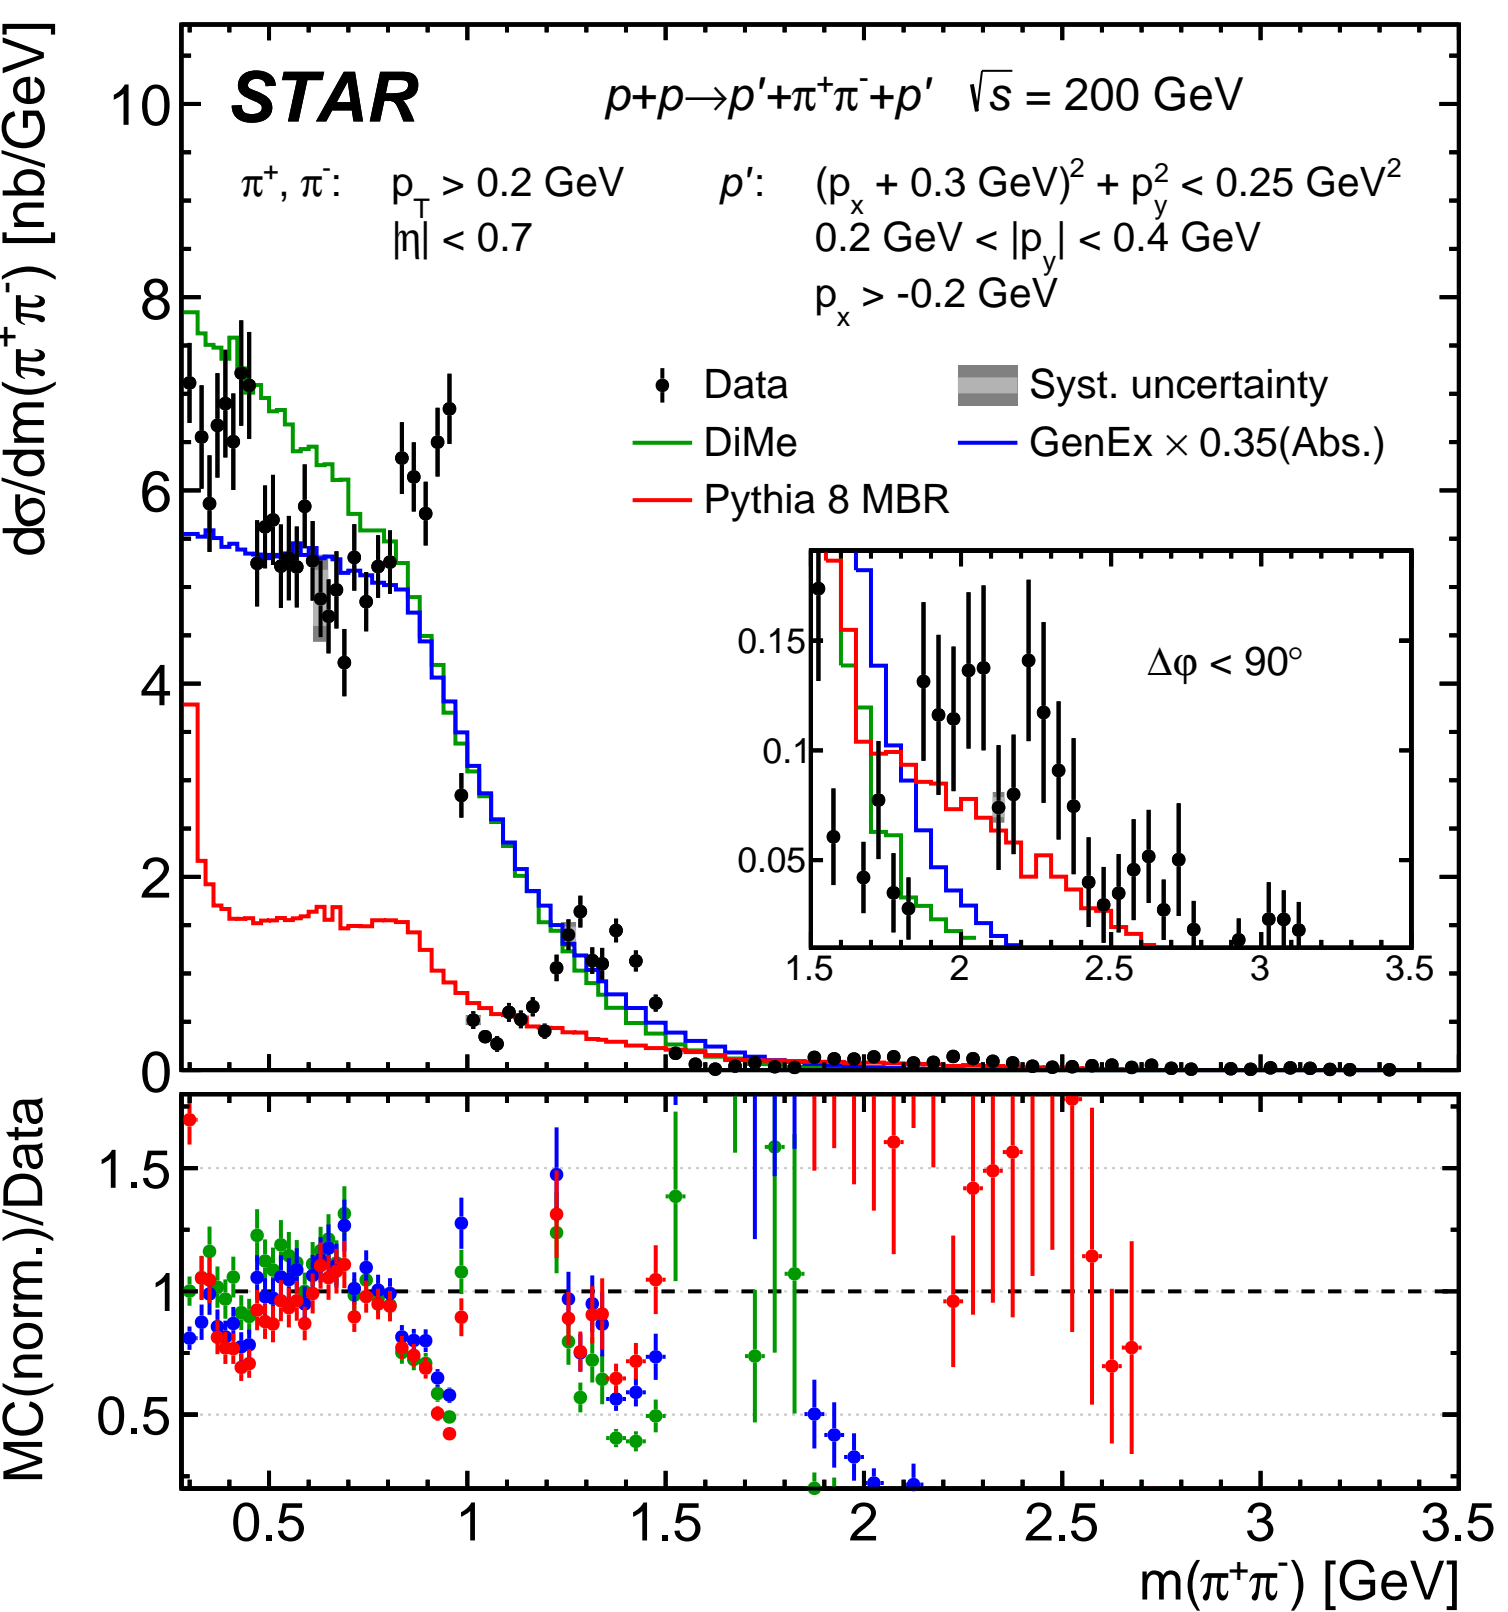 dσ/dm(π⁺π⁻) [nb/GeV]
10
8
6
4
2
0
STAR
p+p→p′+π⁺π⁻+p′ √s = 200 GeV
π⁺, π⁻: p_T > 0.2 GeV p′: (p_x + 0.3 GeV)² + p_y² < 0.25 GeV²
|η| < 0.7 0.2 GeV < |p_y| < 0.4 GeV
p_x > -0.2 GeV
Data Syst. uncertainty
DiMe GenEx × 0.35(Abs.)
Pythia 8 MBR
Δφ < 90°
0.15
0.1
0.05
1.5 2 2.5 3 3.5
MC(norm.)/Data
1.5
1
0.5
0.5 1 1.5 2 2.5 3 3.5
m(π⁺π⁻) [GeV]